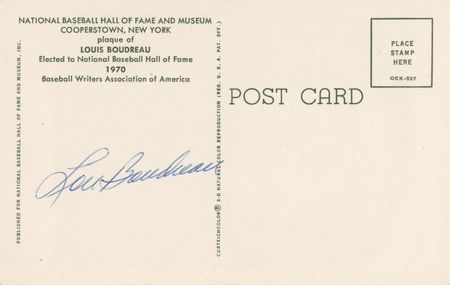 NATIONAL BASEBALL HALL OF FAME AND MUSEUM
COOPERSTOWN, NEW YORK
plaque of
LOUIS BOUDREAU
Elected to National Baseball Hall of Fame
1970
Baseball Writers Association of America
Lou Boudreau
PUBLISHED FOR NATIONAL BASEBALL HALL OF FAME AND MUSEUM, INC.
CURTEICHCOLOR® 3-D NATURAL COLOR REPRODUCTION (REG. U. S. A. PAT. OFF.)
POST CARD
PLACE
STAMP
HERE
OEK-537